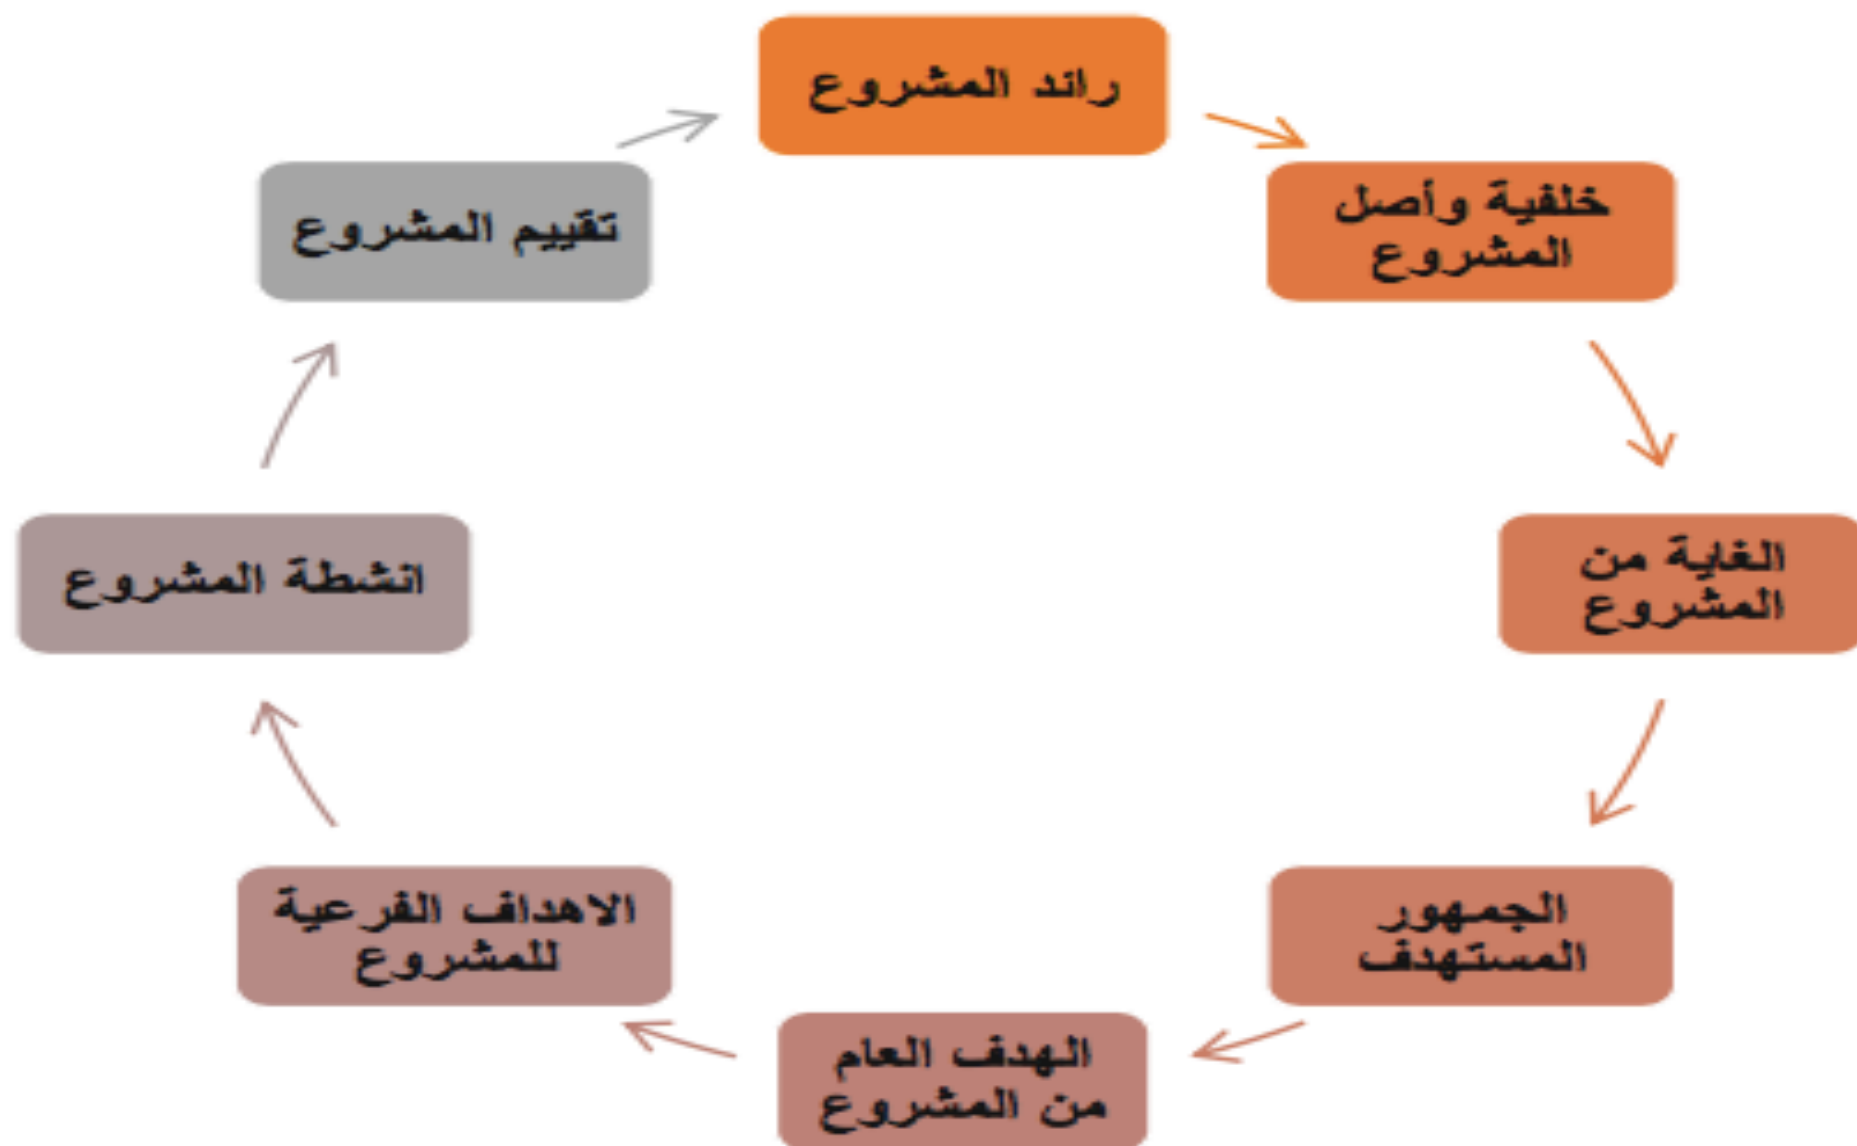 رائد المشروع
خلفية وأصل
المشروع
الغاية من
المشروع
الجمهور
المستهدف
الهدف العام
من المشروع
الاهداف الفرعية
للمشروع
انشطة المشروع
تقييم المشروع